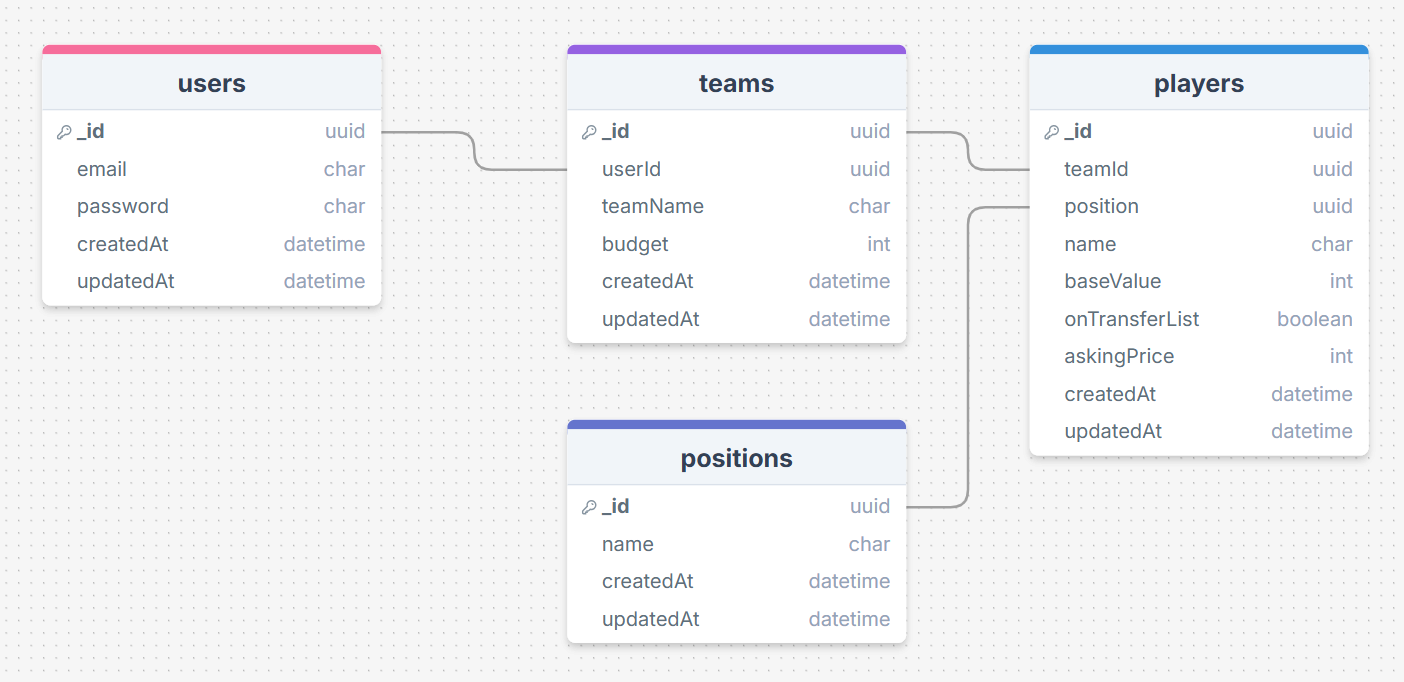 users
_id uuid
email char
password char
createdAt datetime
updatedAt datetime
teams
_id uuid
userId uuid
teamName char
budget int
createdAt datetime
updatedAt datetime
players
_id uuid
teamId uuid
position uuid
name char
baseValue int
onTransferList boolean
askingPrice int
createdAt datetime
updatedAt datetime
positions
_id uuid
name char
createdAt datetime
updatedAt datetime